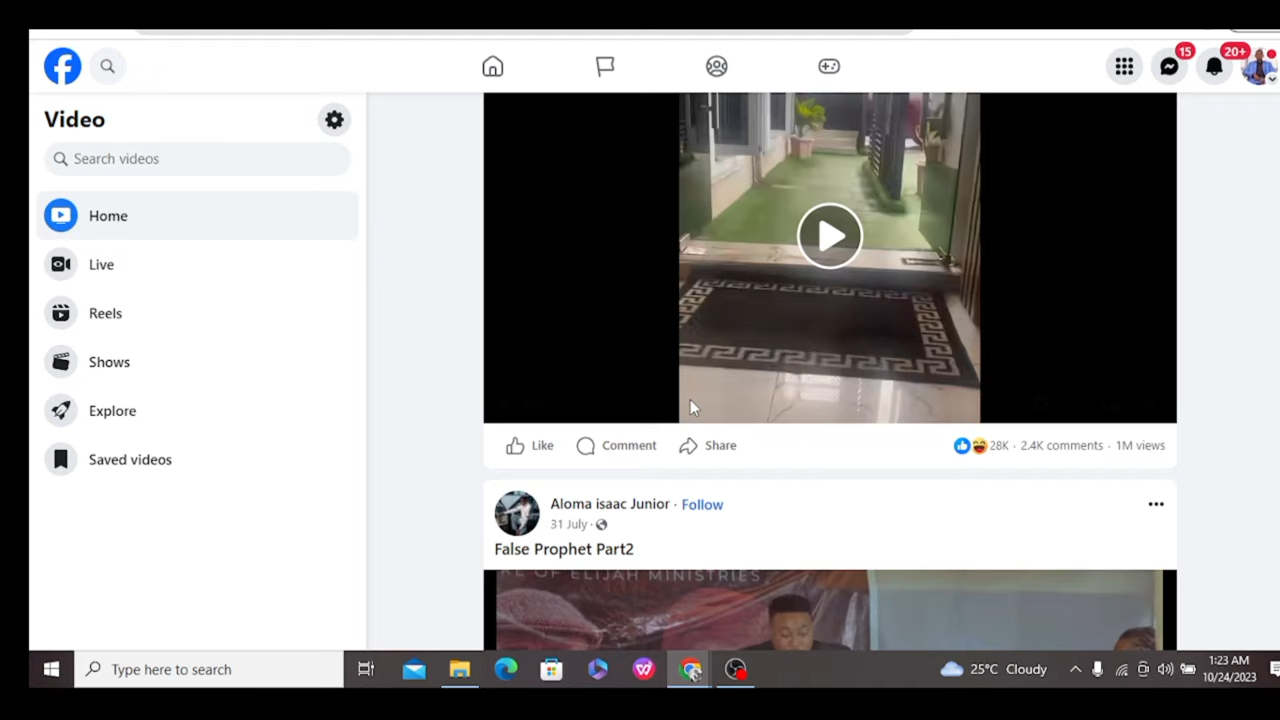 15
20+
Video
Search videos
Home
Live
Reels
Shows
Explore
Saved videos
Like
Comment
Share
28K · 2.4K comments · 1M views
Aloma isaac Junior · Follow
31 July ·
False Prophet Part2
RE OF ELIJAH MINISTRIES
Type here to search
25°C Cloudy
1:23 AM
10/24/2023